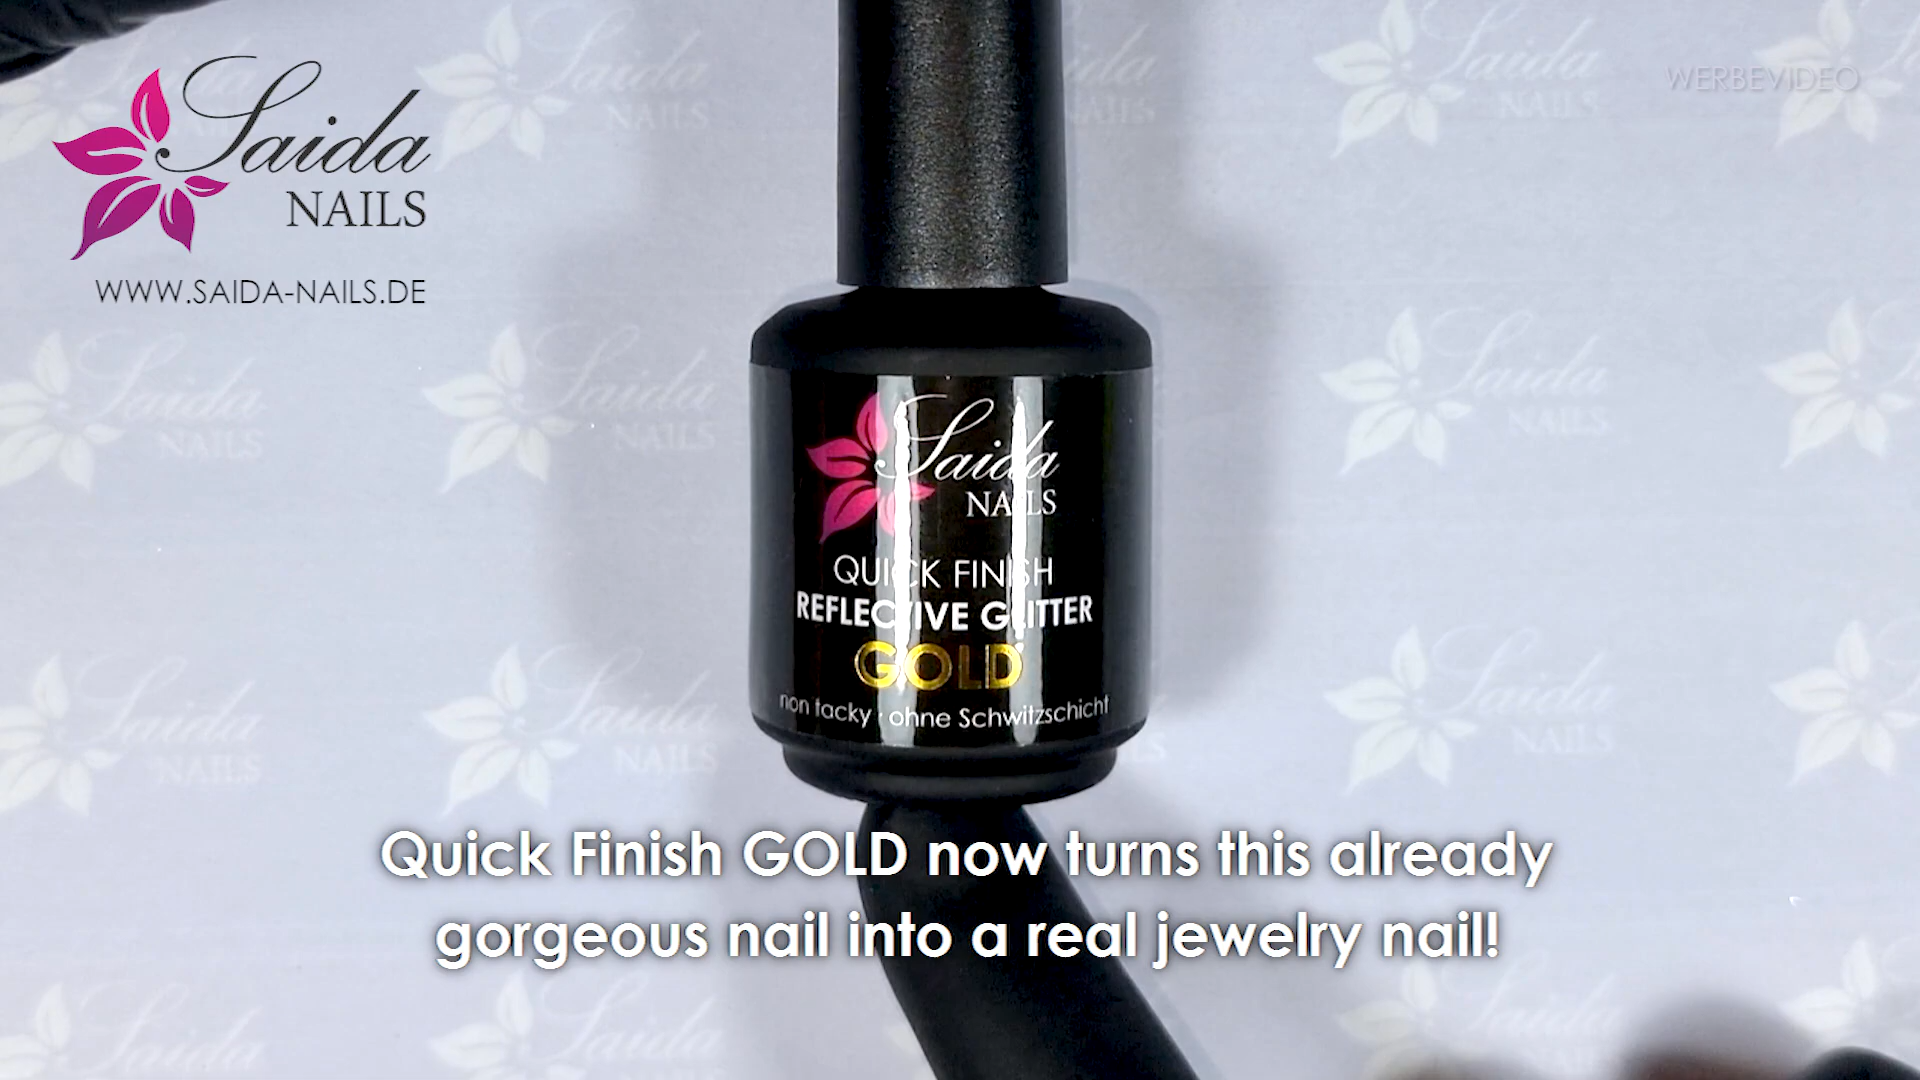 Saida
NAILS
WWW.SAIDA-NAILS.DE
WERBEVIDEO
Saida
NAILS
QUICK FINISH
REFLECTIVE GLITTER
GOLD
non tacky · ohne Schwitzschicht
Quick Finish GOLD now turns this already
gorgeous nail into a real jewelry nail!